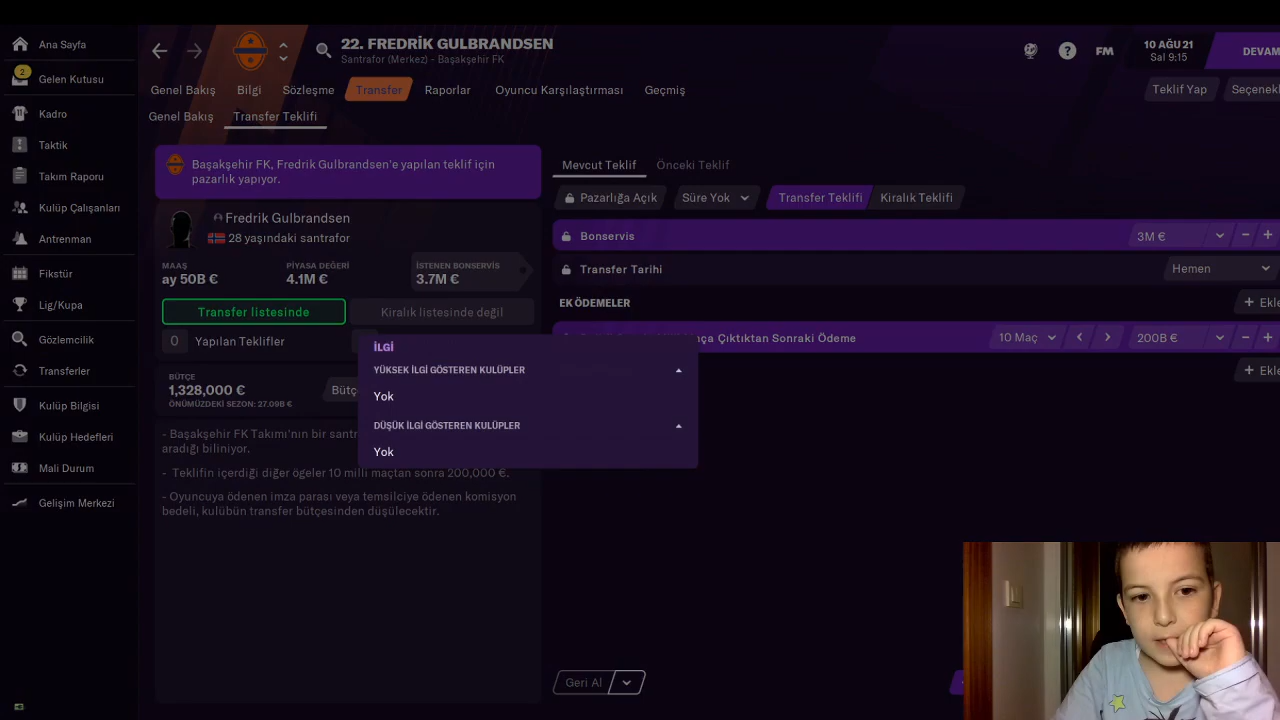 Ana Sayfa
2
Gelen Kutusu
Kadro
Taktik
Takım Raporu
Kulüp Çalışanları
Antrenman
Fikstür
Lig/Kupa
Gözlemcilik
Transferler
Kulüp Bilgisi
Kulüp Hedefleri
Mali Durum
Gelişim Merkezi
22. FREDRİK GULBRANDSEN
Santrafor (Merkez) - Başakşehir FK
FM
10 AĞU 21
Sal 9:15
DEVAM
Genel Bakış Bilgi Sözleşme Transfer Raporlar Oyuncu Karşılaştırması Geçmiş
Teklif Yap Seçenekl
Genel Bakış Transfer Teklifi
Başakşehir FK, Fredrik Gulbrandsen'e yapılan teklif için
pazarlık yapıyor.
Fredrik Gulbrandsen
28 yaşındaki santrafor
MAAŞ PİYASA DEĞERİ İSTENEN BONSERVİS
ay 50B € 4.1M € 3.7M €
Transfer listesinde Kiralık listesinde değil
0 Yapılan Teklifler
BÜTÇE
1,328,000 €
ÖNÜMÜZDEKİ SEZON: 27.09B €
Bütç
- Başakşehir FK Takımı'nın bir santr
aradığı biliniyor.
- Teklifin içerdiği diğer ögeler 10 milli maçtan sonra 200,000 €.
- Oyuncuya ödenen imza parası veya temsilciye ödenen komisyon
bedeli, kulübün transfer bütçesinden düşülecektir.
İLGİ
YÜKSEK İLGİ GÖSTEREN KULÜPLER
Yok
DÜŞÜK İLGİ GÖSTEREN KULÜPLER
Yok
Mevcut Teklif Önceki Teklif
Pazarlığa Açık Süre Yok Transfer Teklifi Kiralık Teklifi
Bonservis 3M € - +
Transfer Tarihi Hemen
EK ÖDEMELER + Ekle
ça Çıktıktan Sonraki Ödeme 10 Maç 200B € - +
+ Ekle
Geri Al